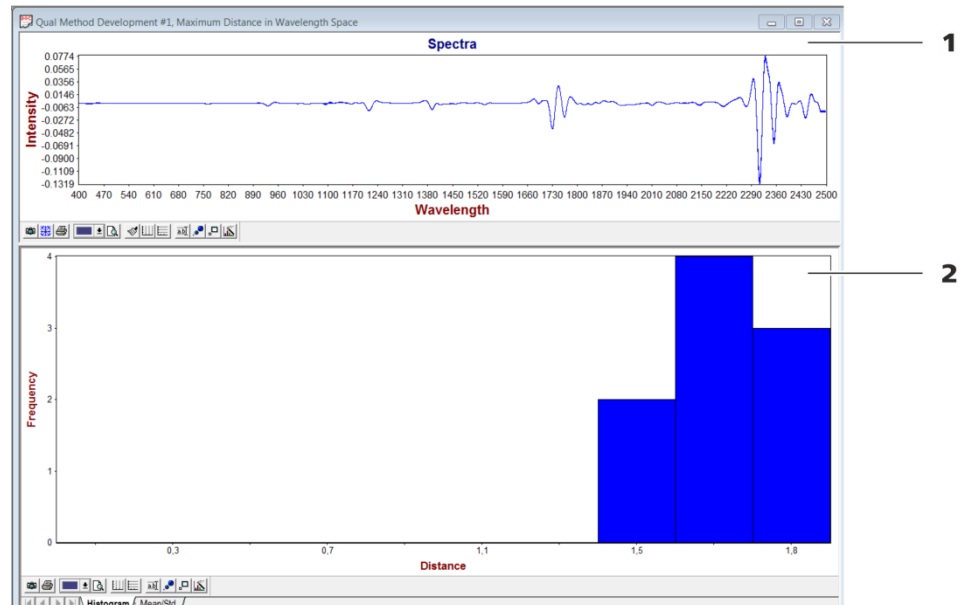 Qual Method Development #1, Maximum Distance in Wavelength Space
Spectra
1
0.0774
0.0565
0.0356
0.0146
-0.0063
-0.0272
-0.0482
-0.0691
-0.0900
-0.1109
-0.1319
Intensity
400 470 540 610 680 750 820 890 960 1030 1100 1170 1240 1310 1380 1450 1520 1590 1660 1730 1800 1870 1940 2010 2080 2150 2220 2290 2360 2430 2500
Wavelength
2
4
3
2
1
0
Frequency
0,3 0,7 1,1 1,5 1,8
Distance
Histogram Mean/Std.